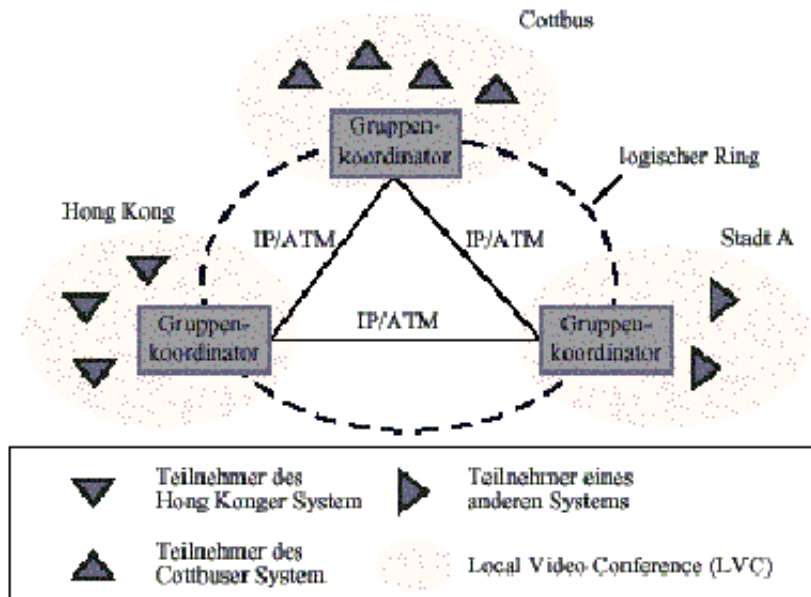 Cottbus
Gruppen-
koordinator
logischer Ring
Hong Kong
IP/ATM
IP/ATM
Stadt A
Gruppen-
koordinator
IP/ATM
Gruppen-
koordinator
Teilnehmer des
Hong Konger System
Teilnehmer eines
anderen Systems
Teilnehmer des
Cottbuser System
Local Video Conference (LVC)